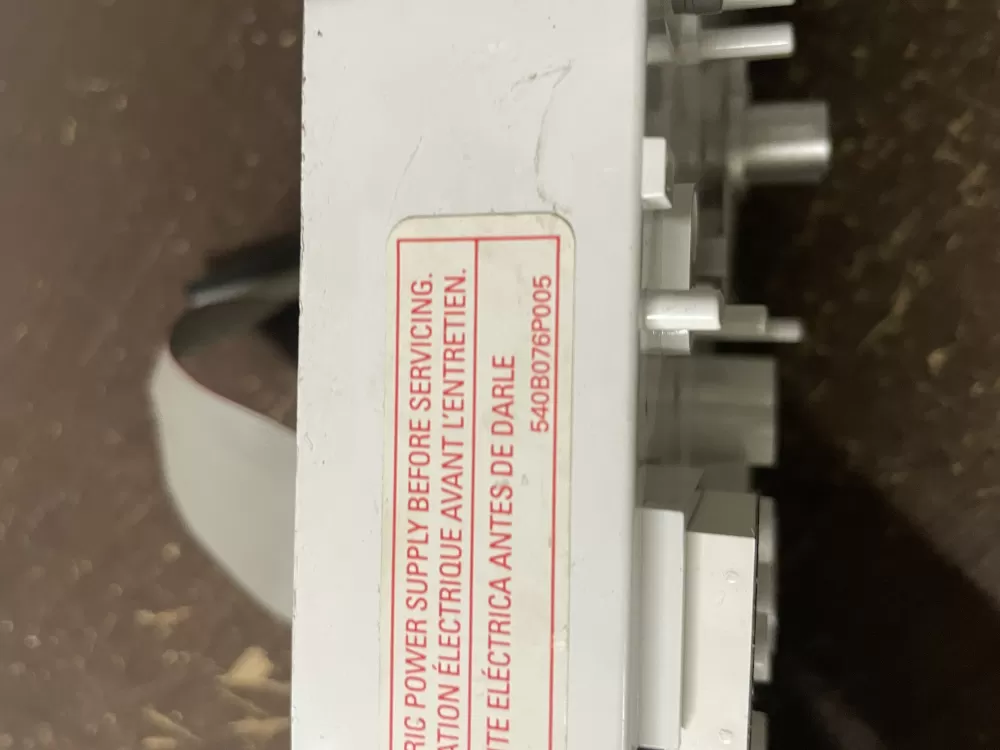 RIC POWER SUPPLY BEFORE SERVICING.
ATION ÉLECTRIQUE AVANT L'ENTRETIEN.
TE ELÉCTRICA ANTES DE DARLE
540B076P005